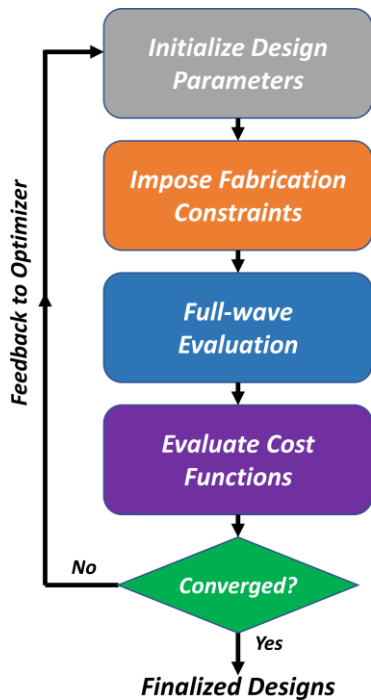 Initialize Design
Parameters
Impose Fabrication
Constraints
Full-wave
Evaluation
Evaluate Cost
Functions
Converged?
No
Yes
Finalized Designs
Feedback to Optimizer